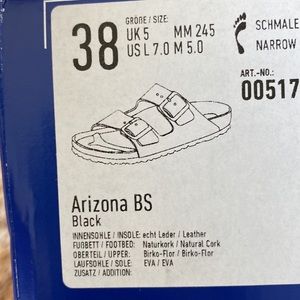 GRÖßE / SIZE:
38 UK 5 MM 245
US L 7.0 M 5.0
SCHMALE
NARROW
ART.-NO.:
00517
Arizona BS
Black
INNENSOHLE / INSOLE: echt Leder / Leather
FUßBETT / FOOTBED: Naturkork / Natural Cork
OBERTEIL / UPPER: Birko-Flor / Birko-Flor
LAUFSOHLE / SOLE: EVA / EVA
ZUSATZ / ADDITION: